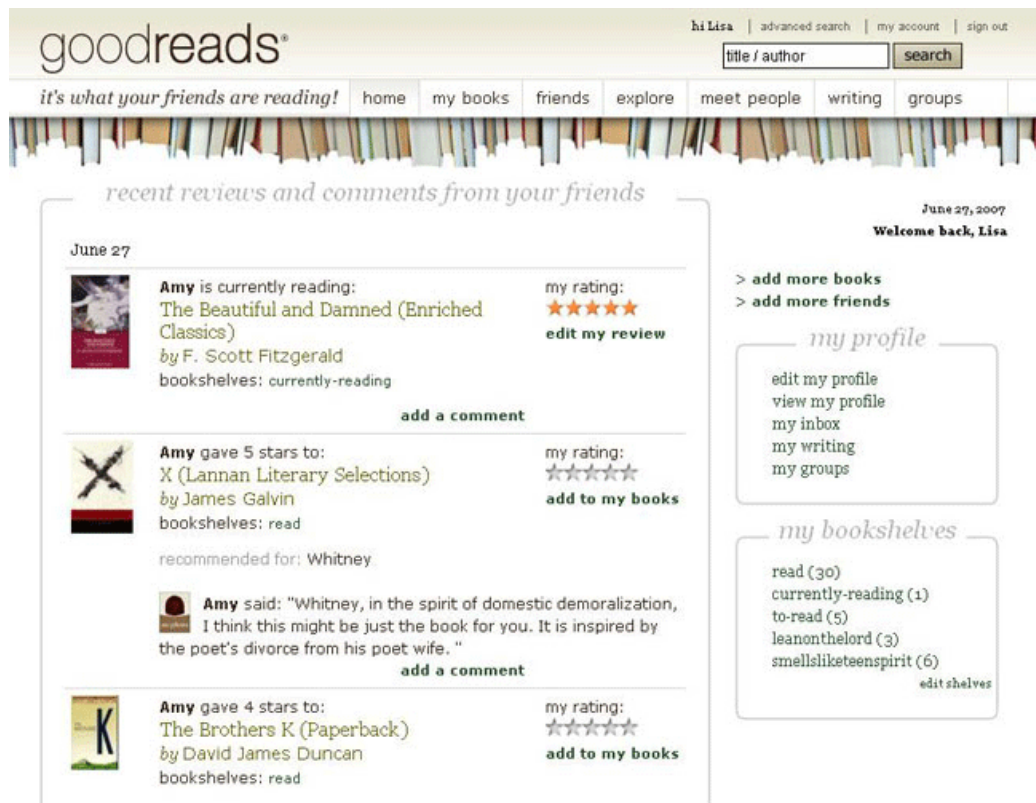 hi Lisa | advanced search | my account | sign out
goodreads®
title / author search
it's what your friends are reading! home my books friends explore meet people writing groups
recent reviews and comments from your friends
June 27
Amy is currently reading:
The Beautiful and Damned (Enriched
Classics)
by F. Scott Fitzgerald
bookshelves: currently-reading
my rating:
edit my review
add a comment
Amy gave 5 stars to:
X (Lannan Literary Selections)
by James Galvin
bookshelves: read
my rating:
add to my books
recommended for: Whitney
Amy said: "Whitney, in the spirit of domestic demoralization,
I think this might be just the book for you. It is inspired by
the poet's divorce from his poet wife. "
add a comment
K
Amy gave 4 stars to:
The Brothers K (Paperback)
by David James Duncan
bookshelves: read
my rating:
add to my books
June 27, 2007
Welcome back, Lisa
> add more books
> add more friends
my profile
edit my profile
view my profile
my inbox
my writing
my groups
my bookshelves
read (30)
currently-reading (1)
to-read (5)
leanonthelord (3)
smellsliketeenspirit (6)
edit shelves